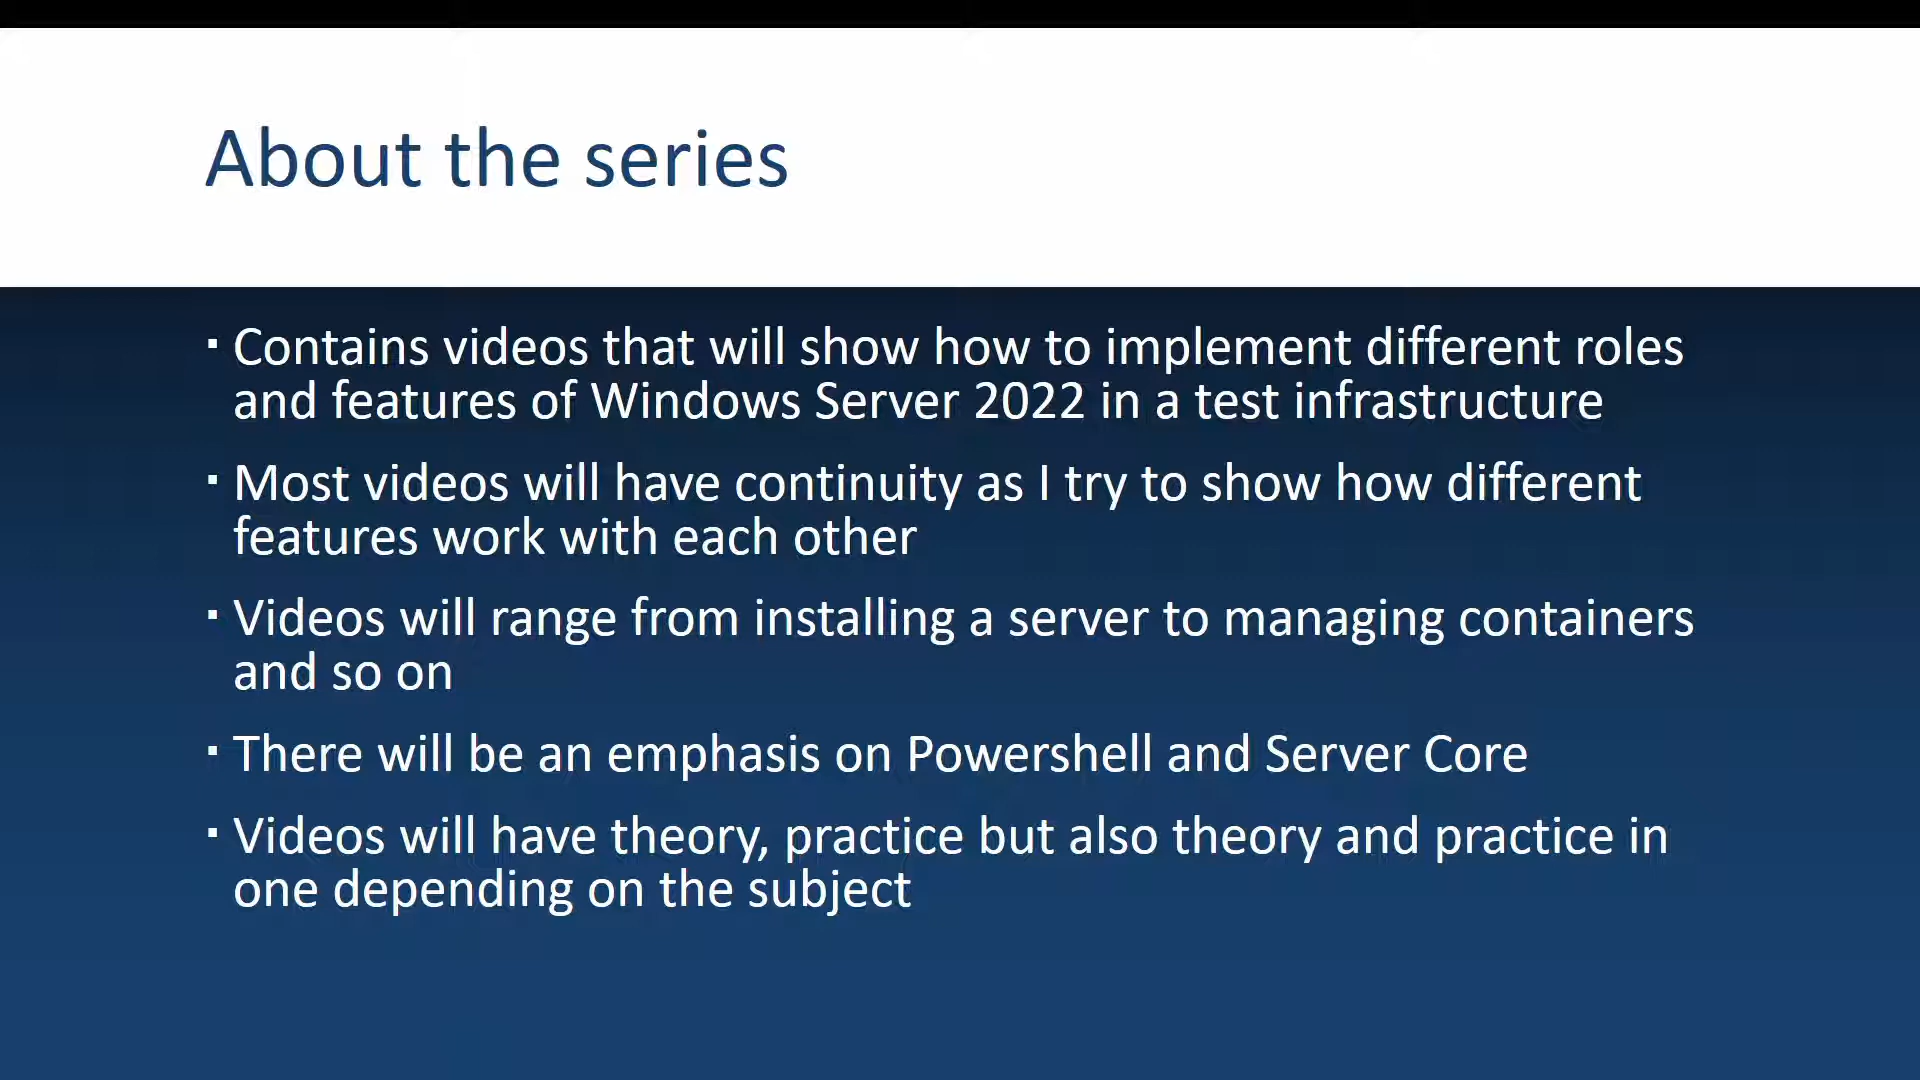 About the series
▪ Contains videos that will show how to implement different roles
and features of Windows Server 2022 in a test infrastructure
▪ Most videos will have continuity as I try to show how different
features work with each other
▪ Videos will range from installing a server to managing containers
and so on
▪ There will be an emphasis on Powershell and Server Core
▪ Videos will have theory, practice but also theory and practice in
one depending on the subject